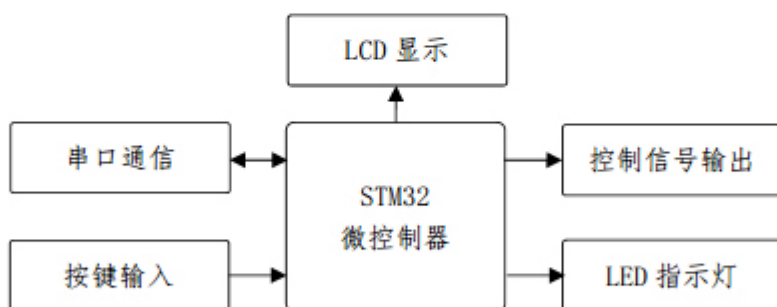 LCD 显示
串口通信
STM32
微控制器
控制信号输出
按键输入
LED 指示灯